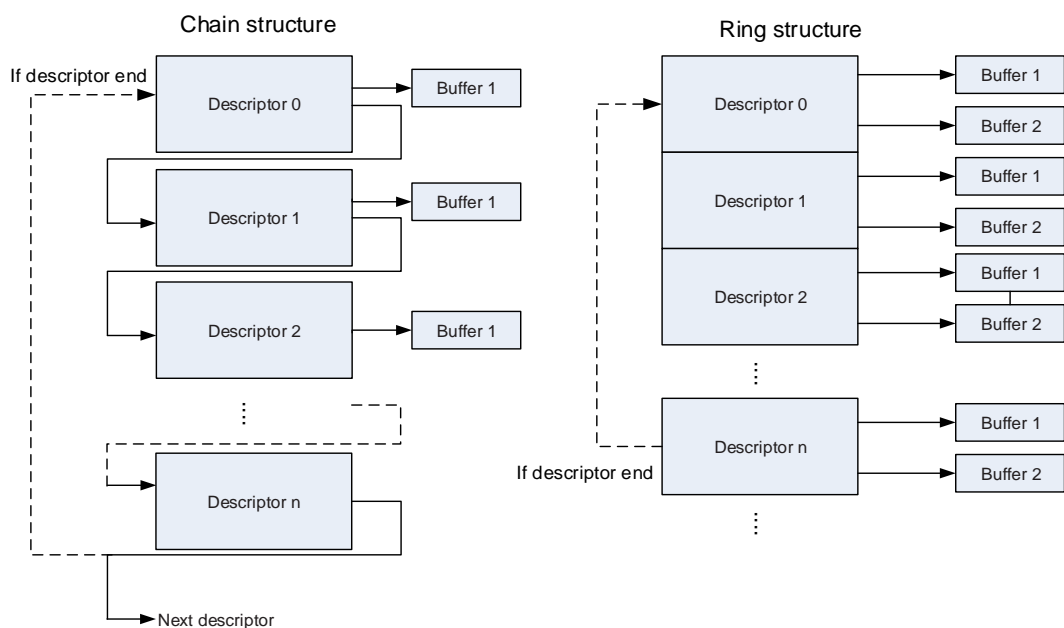 Chain structure
If descriptor end
Descriptor 0
Buffer 1
Descriptor 1
Buffer 1
Descriptor 2
Buffer 1
Descriptor n
Next descriptor
Ring structure
Descriptor 0
Buffer 1
Buffer 2
Descriptor 1
Buffer 1
Buffer 2
Descriptor 2
Buffer 1
Buffer 2
Descriptor n
Buffer 1
Buffer 2
If descriptor end